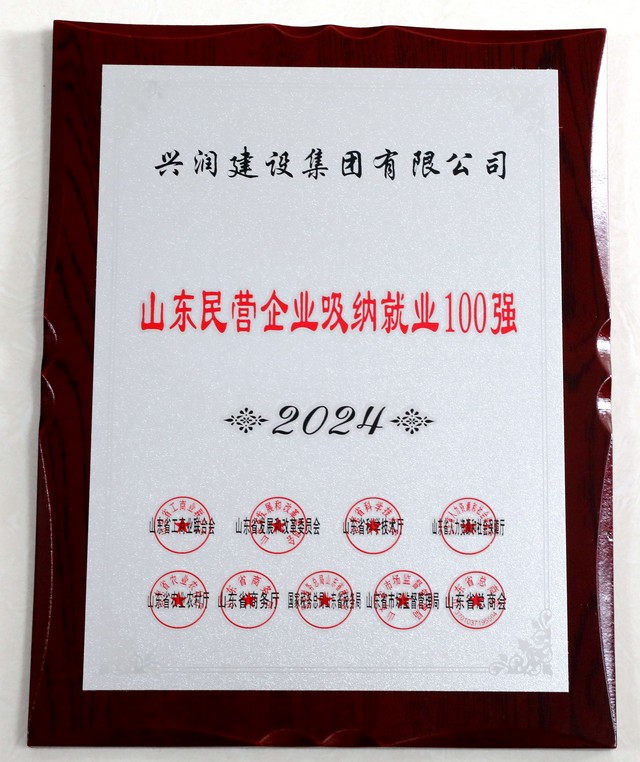 兴润建设集团有限公司
山东民营企业吸纳就业100强
2024
山东省工商业联合会 山东省发展和改革委员会 山东省科学技术厅 山东省人力资源和社会保障厅
山东省农业农村厅 山东省商务厅 国家税务总局山东省税务局 山东省市场监督管理局 山东省总商会